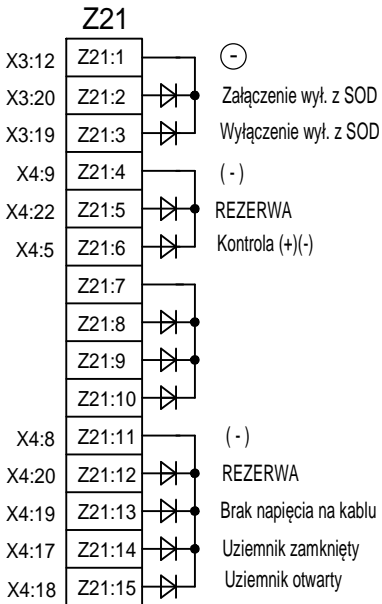 Z21
X3:12 Z21:1 -
X3:20 Z21:2 Załączenie wył. z SOD
X3:19 Z21:3 Wyłączenie wył. z SOD
X4:9 Z21:4 ( - )
X4:22 Z21:5 REZERWA
X4:5 Z21:6 Kontrola (+)(-)
Z21:7
Z21:8
Z21:9
Z21:10
X4:8 Z21:11 ( - )
X4:20 Z21:12 REZERWA
X4:19 Z21:13 Brak napięcia na kablu
X4:17 Z21:14 Uziemnik zamknięty
X4:18 Z21:15 Uziemnik otwarty